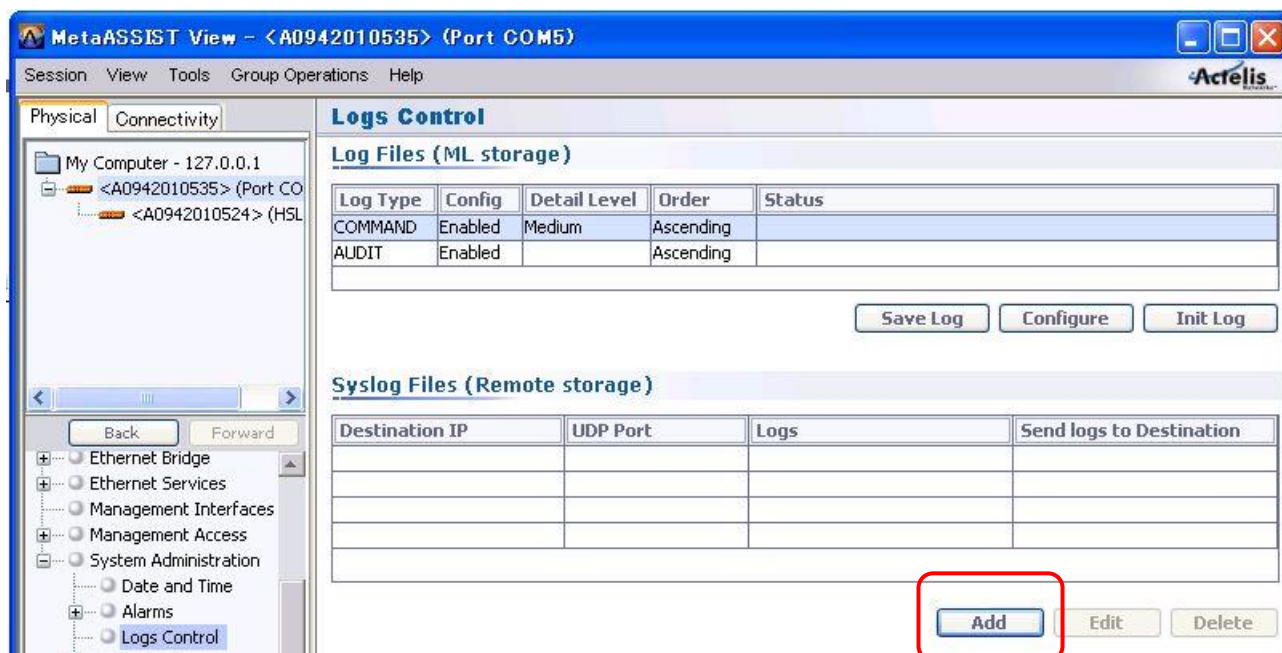 MetaASSIST View - <A0942010535> (Port COM5)
Session View Tools Group Operations Help
Actelis
Physical Connectivity
My Computer - 127.0.0.1
<A0942010535> (Port CO
<A0942010524> (HSL
Back Forward
Ethernet Bridge
Ethernet Services
Management Interfaces
Management Access
System Administration
Date and Time
Alarms
Logs Control
Logs Control
Log Files (ML storage)
Log Type Config Detail Level Order Status
COMMAND Enabled Medium Ascending
AUDIT Enabled Ascending
Save Log Configure Init Log
Syslog Files (Remote storage)
Destination IP UDP Port Logs Send logs to Destination
Add Edit Delete